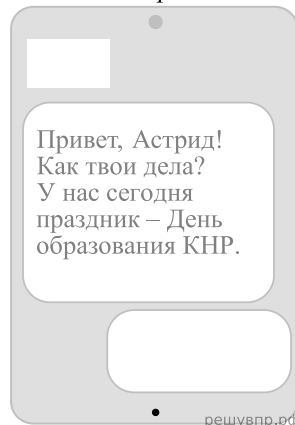 Привет, Астрид!
Как твои дела?
У нас сегодня
праздник – День
образования КНР.
решувпр.рф